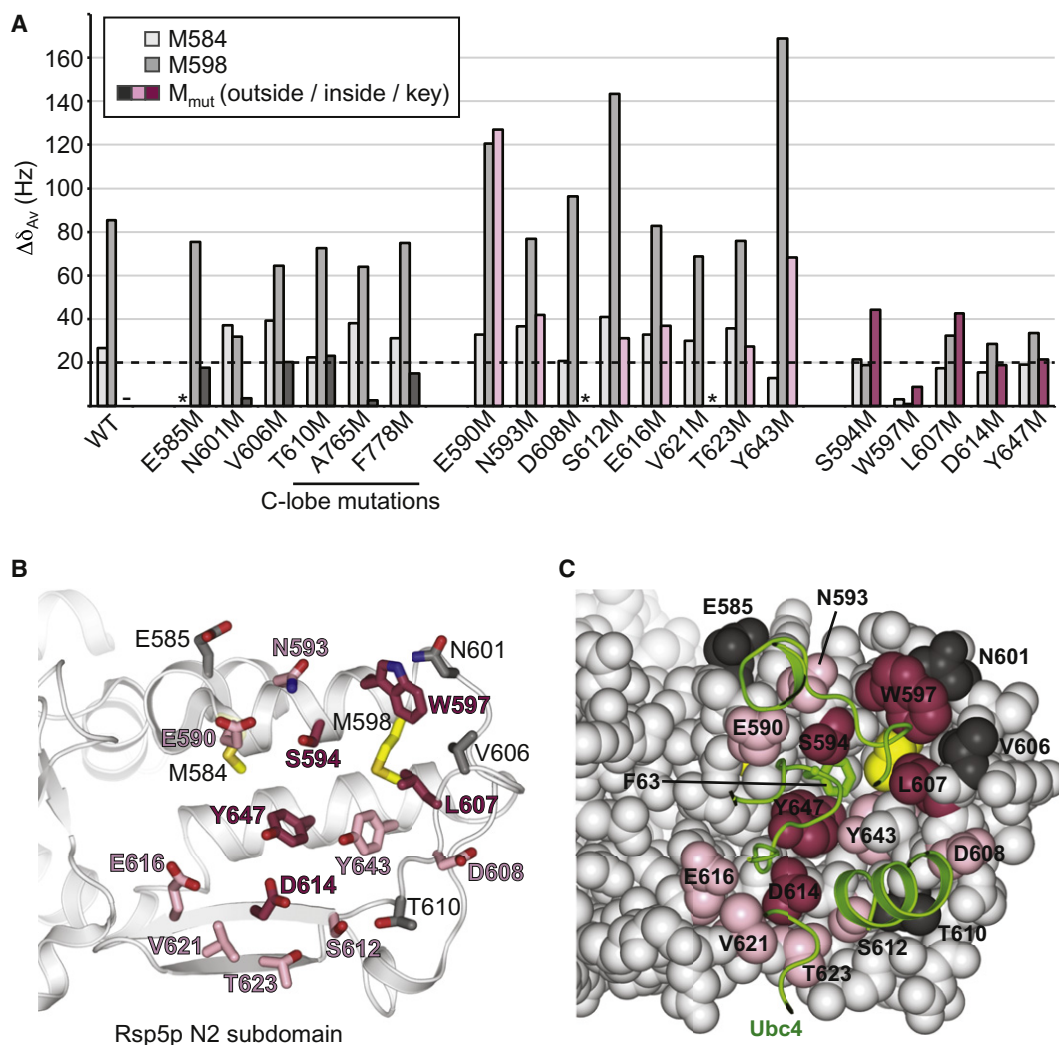 A
M584
M598
Mmut (outside / inside / key)
ΔδAv (Hz)
160
140
120
100
80
60
40
20
*
-
*
*
WT
E585M
N601M
V606M
T610M
A765M
F778M
E590M
N593M
D608M
S612M
E616M
V621M
T623M
Y643M
S594M
W597M
L607M
D614M
Y647M
C-lobe mutations
B
E585
N593
N601
W597
M598
E590
S594
V606
M584
L607
Y647
Y643
E616
D608
D614
T610
V621
S612
T623
Rsp5p N2 subdomain
C
E585
N593
N601
W597
E590
S594
V606
F63
L607
Y647
Y643
D608
E616
D614
T610
V621
S612
T623
Ubc4